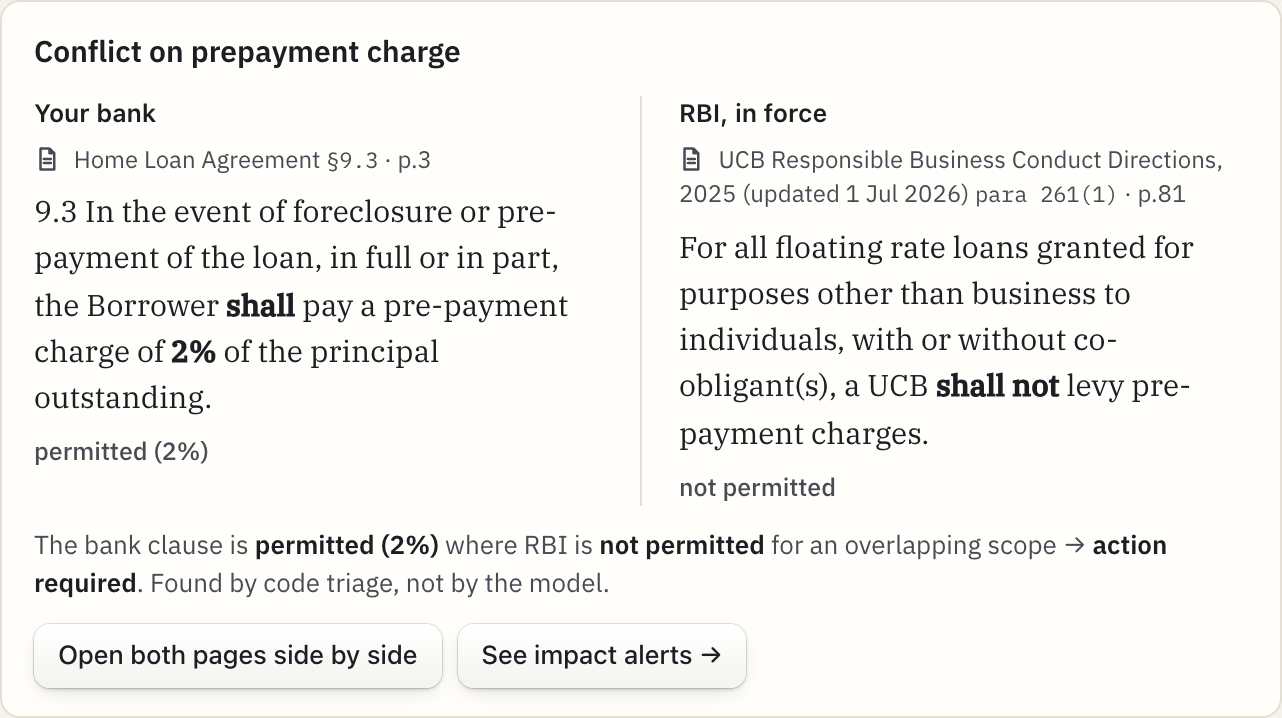 Conflict on prepayment charge
Your bank
Home Loan Agreement §9.3 · p.3
9.3 In the event of foreclosure or pre-
payment of the loan, in full or in part,
the Borrower shall pay a pre-payment
charge of 2% of the principal
outstanding.
permitted (2%)
RBI, in force
UCB Responsible Business Conduct Directions,
2025 (updated 1 Jul 2026) para 261(1) · p.81
For all floating rate loans granted for
purposes other than business to
individuals, with or without co-
obligant(s), a UCB shall not levy pre-
payment charges.
not permitted
The bank clause is permitted (2%) where RBI is not permitted for an overlapping scope → action
required. Found by code triage, not by the model.
Open both pages side by side
See impact alerts →